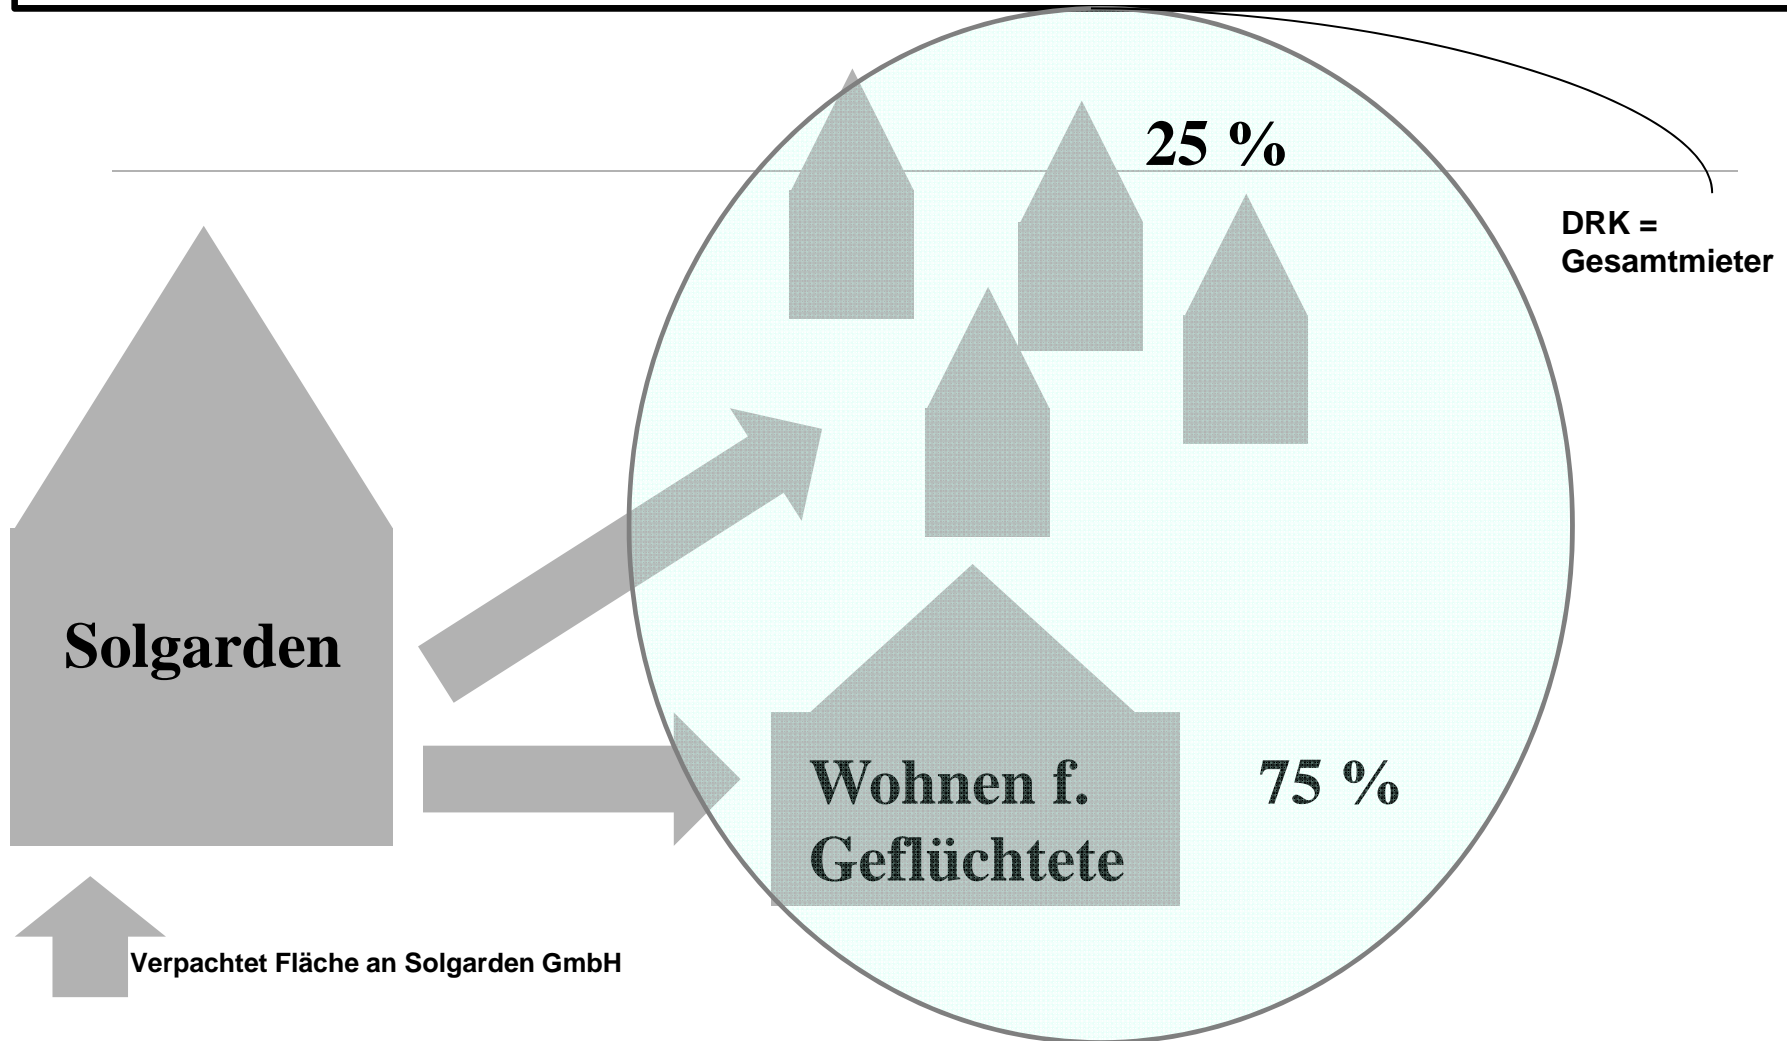 25 %
DRK =
Gesamtmieter
Solgarden
Wohnen f.
Geflüchtete
75 %
Verpachtet Fläche an Solgarden GmbH